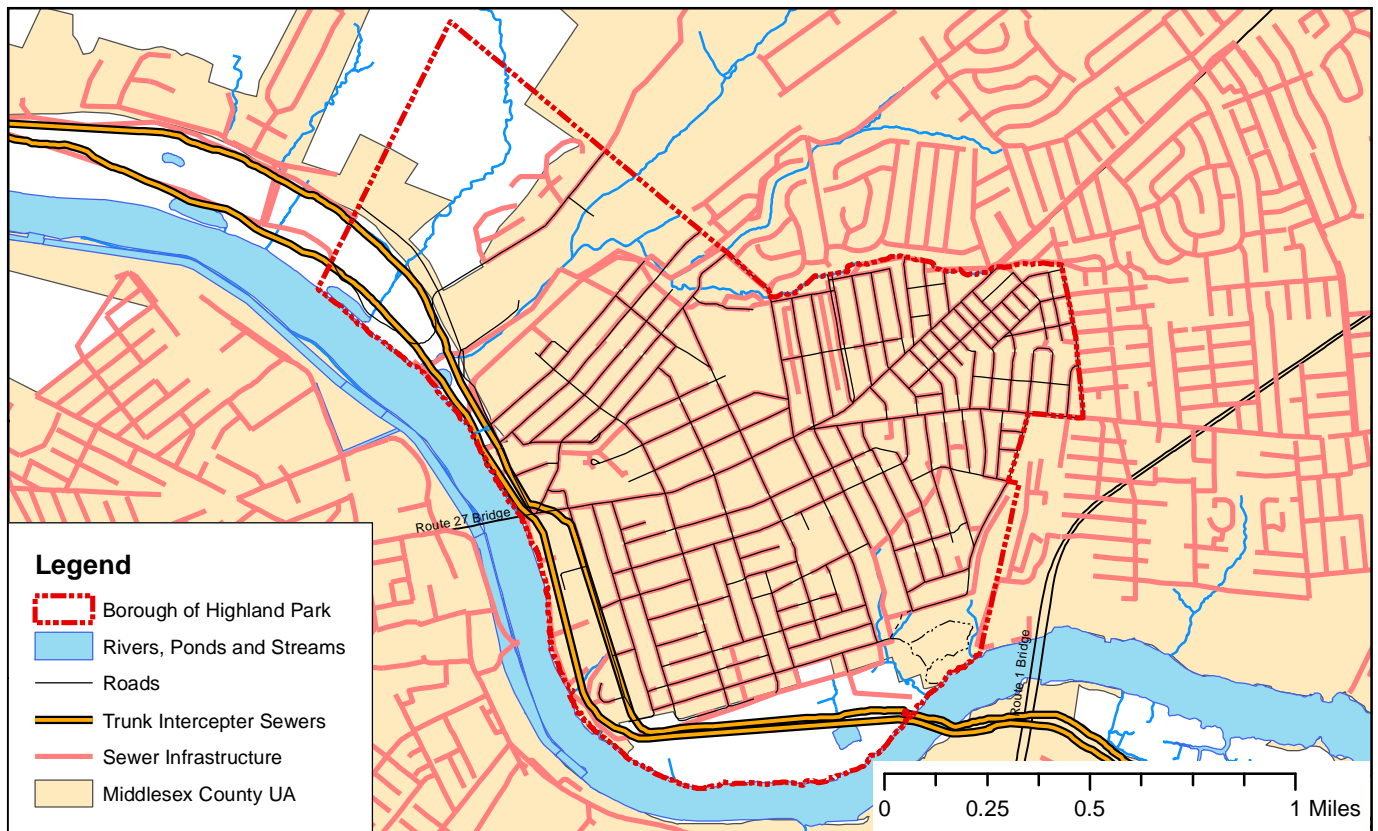 Route 27 Bridge
Route 1 Bridge
Legend
Borough of Highland Park
Rivers, Ponds and Streams
Roads
Trunk Intercepter Sewers
Sewer Infrastructure
Middlesex County UA
0 0.25 0.5 1 Miles